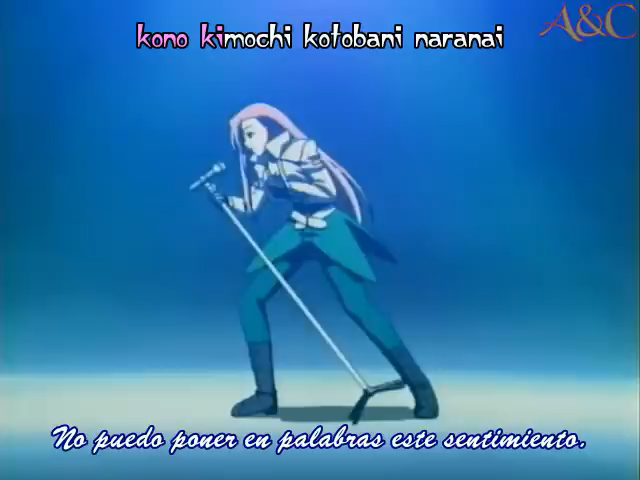 A&C
kono kimochi kotobani naranai
No puedo poner en palabras este sentimiento.